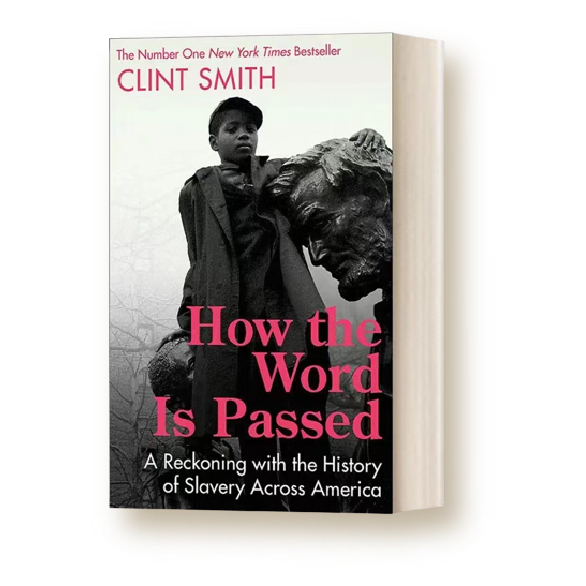 The Number One New York Times Bestseller
CLINT SMITH
How the
Word
Is Passed
A Reckoning with the History
of Slavery Across America